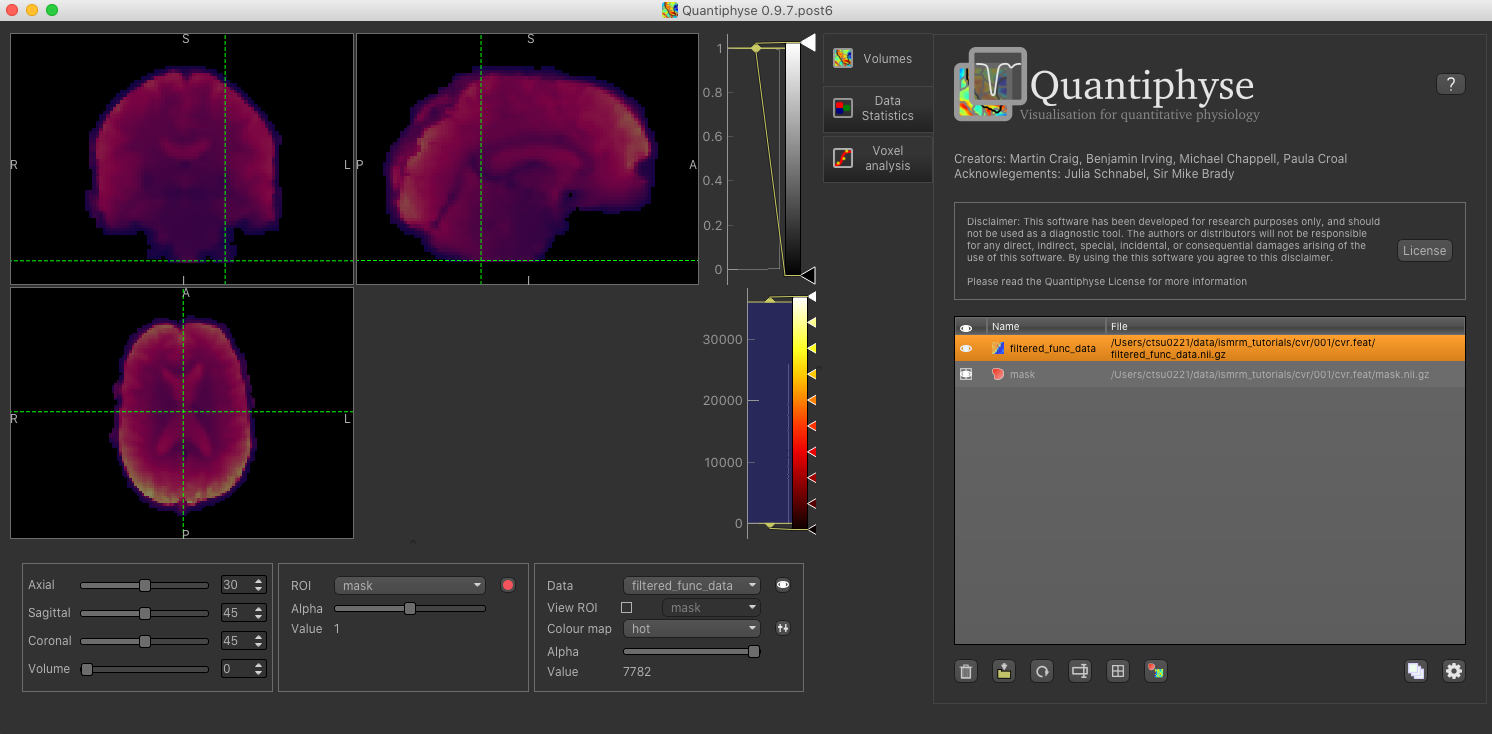 Quantiphyse 0.9.7.post6
S
R
L
I
S
P
A
I
1
0.8
0.6
0.4
0.2
0
A
R
L
P
30000
20000
10000
0
Axial
30
Sagittal
45
Coronal
45
Volume
0
ROI
mask
Alpha
Value 1
Data
filtered_func_data
View ROI
mask
Colour map
hot
Alpha
Value
7782
Volumes
Data
Statistics
Voxel
analysis
Quantiphyse
Visualisation for quantitative physiology
?
Creators: Martin Craig, Benjamin Irving, Michael Chappell, Paula Croal
Acknowlegements: Julia Schnabel, Sir Mike Brady
Disclaimer: This software has been developed for research purposes only, and should
not be used as a diagnostic tool. The authors or distributors will not be responsible
for any direct, indirect, special, incidental, or consequential damages arising of the
use of this software. By using the this software you agree to this disclaimer.
Please read the Quantiphyse License for more information
License
Name
File
filtered_func_data
/Users/ctsu0221/data/ismrm_tutorials/cvr/001/cvr.feat/
filtered_func_data.nii.gz
mask
/Users/ctsu0221/data/ismrm_tutorials/cvr/001/cvr.feat/mask.nii.gz